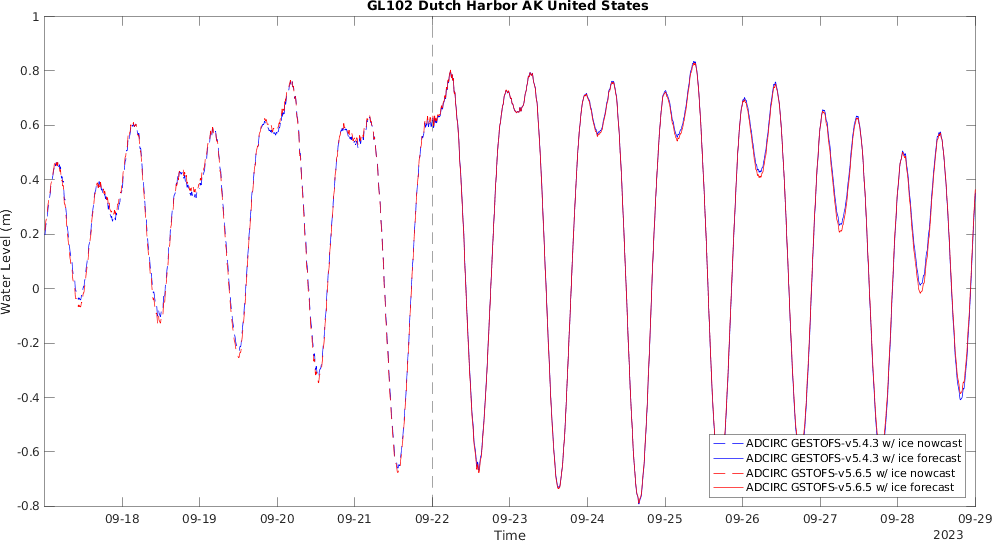 GL102 Dutch Harbor AK United States
1
0.8
0.6
0.4
0.2
0
-0.2
-0.4
-0.6
-0.8
Water Level (m)
ADCIRC GESTOFS-v5.4.3 w/ ice nowcast
ADCIRC GESTOFS-v5.4.3 w/ ice forecast
ADCIRC GSTOFS-v5.6.5 w/ ice nowcast
ADCIRC GSTOFS-v5.6.5 w/ ice forecast
09-18 09-19 09-20 09-21 09-22 09-23 09-24 09-25 09-26 09-27 09-28 09-29
Time
2023